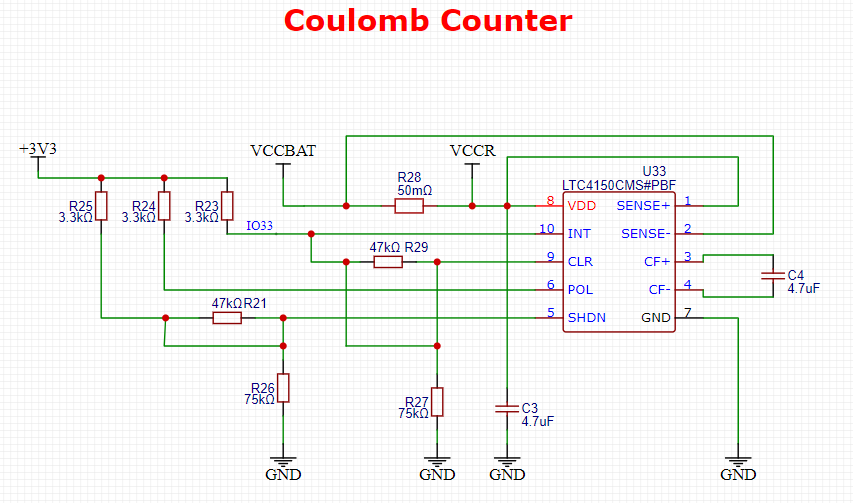 Coulomb Counter
+3V3
VCCBAT
VCCR
R28
50mΩ
U33
LTC4150CMS#PBF
R25
3.3kΩ
R24
3.3kΩ
R23
3.3kΩ
IO33
8 VDD SENSE+ 1
10 INT SENSE- 2
47kΩ R29
9 CLR CF+ 3
6 POL CF- 4
C4
4.7uF
47kΩR21
5 SHDN GND 7
R26
75kΩ
R27
75kΩ
C3
4.7uF
GND GND GND GND